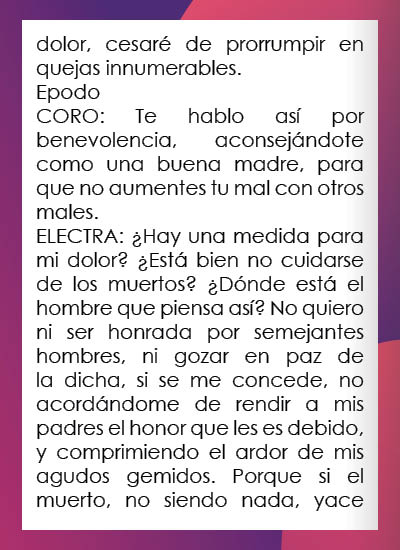 dolor, cesaré de prorrumpir en
quejas innumerables.
Epodo
CORO: Te hablo así por
benevolencia, aconsejándote
como una buena madre, para
que no aumentes tu mal con otros
males.
ELECTRA: ¿Hay una medida para
mi dolor? ¿Está bien no cuidarse
de los muertos? ¿Dónde está el
hombre que piensa así? No quiero
ni ser honrada por semejantes
hombres, ni gozar en paz de
la dicha, si se me concede, no
acordándome de rendir a mis
padres el honor que les es debido,
y comprimiendo el ardor de mis
agudos gemidos. Porque si el
muerto, no siendo nada, yace